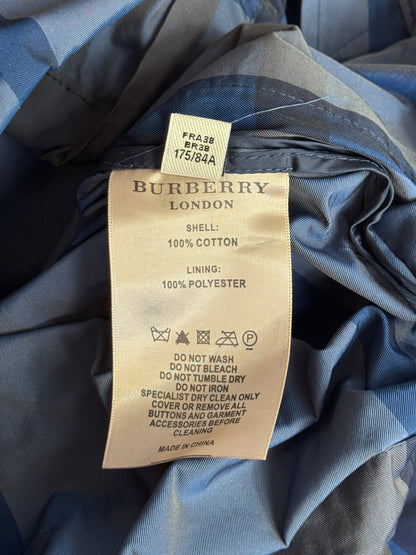 FRA38
BR38
175/84A
BURBERRY
LONDON
SHELL:
100% COTTON
LINING:
100% POLYESTER
P
DO NOT WASH
DO NOT BLEACH
DO NOT TUMBLE DRY
DO NOT IRON
SPECIALIST DRY CLEAN ONLY
COVER OR REMOVE ALL
BUTTONS AND GARMENT
ACCESSORIES BEFORE
CLEANING
MADE IN CHINA